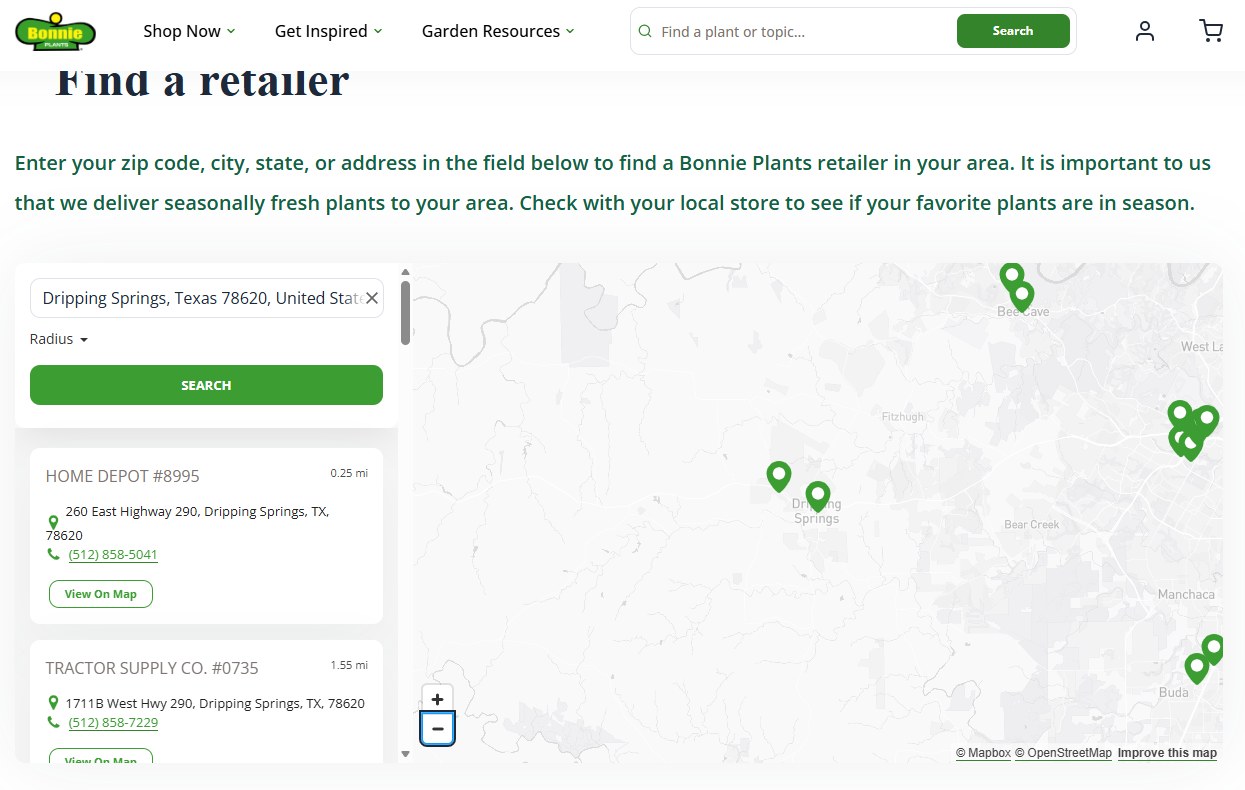 Bonnie
PLANTS
Shop Now
Get Inspired
Garden Resources
Find a plant or topic...
Search
Find a retailer
Enter your zip code, city, state, or address in the field below to find a Bonnie Plants retailer in your area. It is important to us
that we deliver seasonally fresh plants to your area. Check with your local store to see if your favorite plants are in season.
Dripping Springs, Texas 78620, United State
Radius
SEARCH
HOME DEPOT #8995
0.25 mi
260 East Highway 290, Dripping Springs, TX,
78620
(512) 858-5041
View On Map
TRACTOR SUPPLY CO. #0735
1.55 mi
1711B West Hwy 290, Dripping Springs, TX, 78620
(512) 858-7229
View On Map
Bee Cave
West La
Fitzhugh
Dripping
Springs
Bear Creek
Manchaca
Buda
+
−
© Mapbox © OpenStreetMap Improve this map